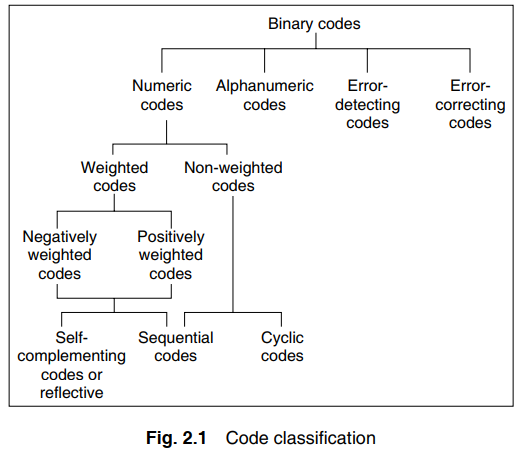 Binary codes
Numeric
codes
Alphanumeric
codes
Error-
detecting
codes
Error-
correcting
codes
Weighted
codes
Non-weighted
codes
Negatively
weighted
codes
Positively
weighted
codes
Self-
complementing
codes or
reflective
Sequential
codes
Cyclic
codes
Fig. 2.1 Code classification